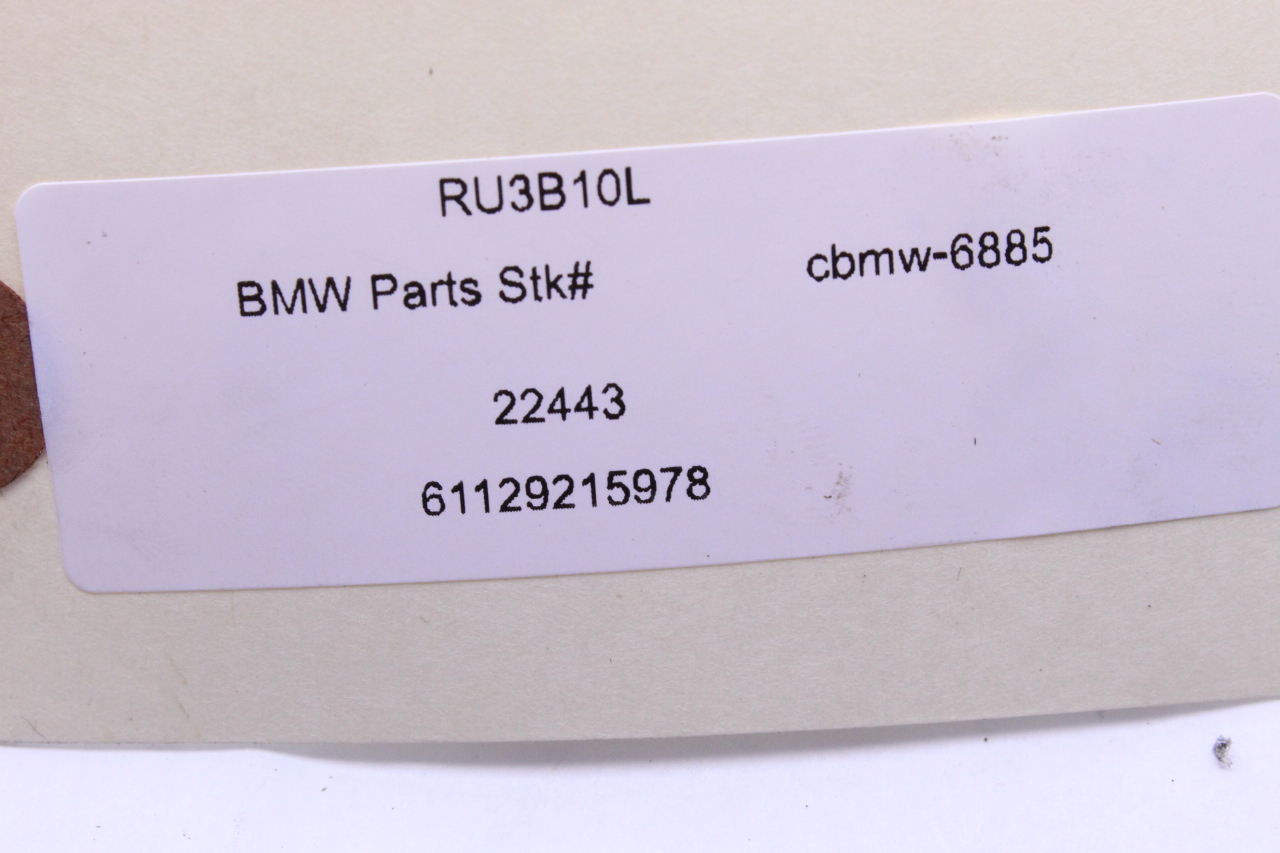 RU3B10L
BMW Parts Stk# cbmw-6885
22443
61129215978